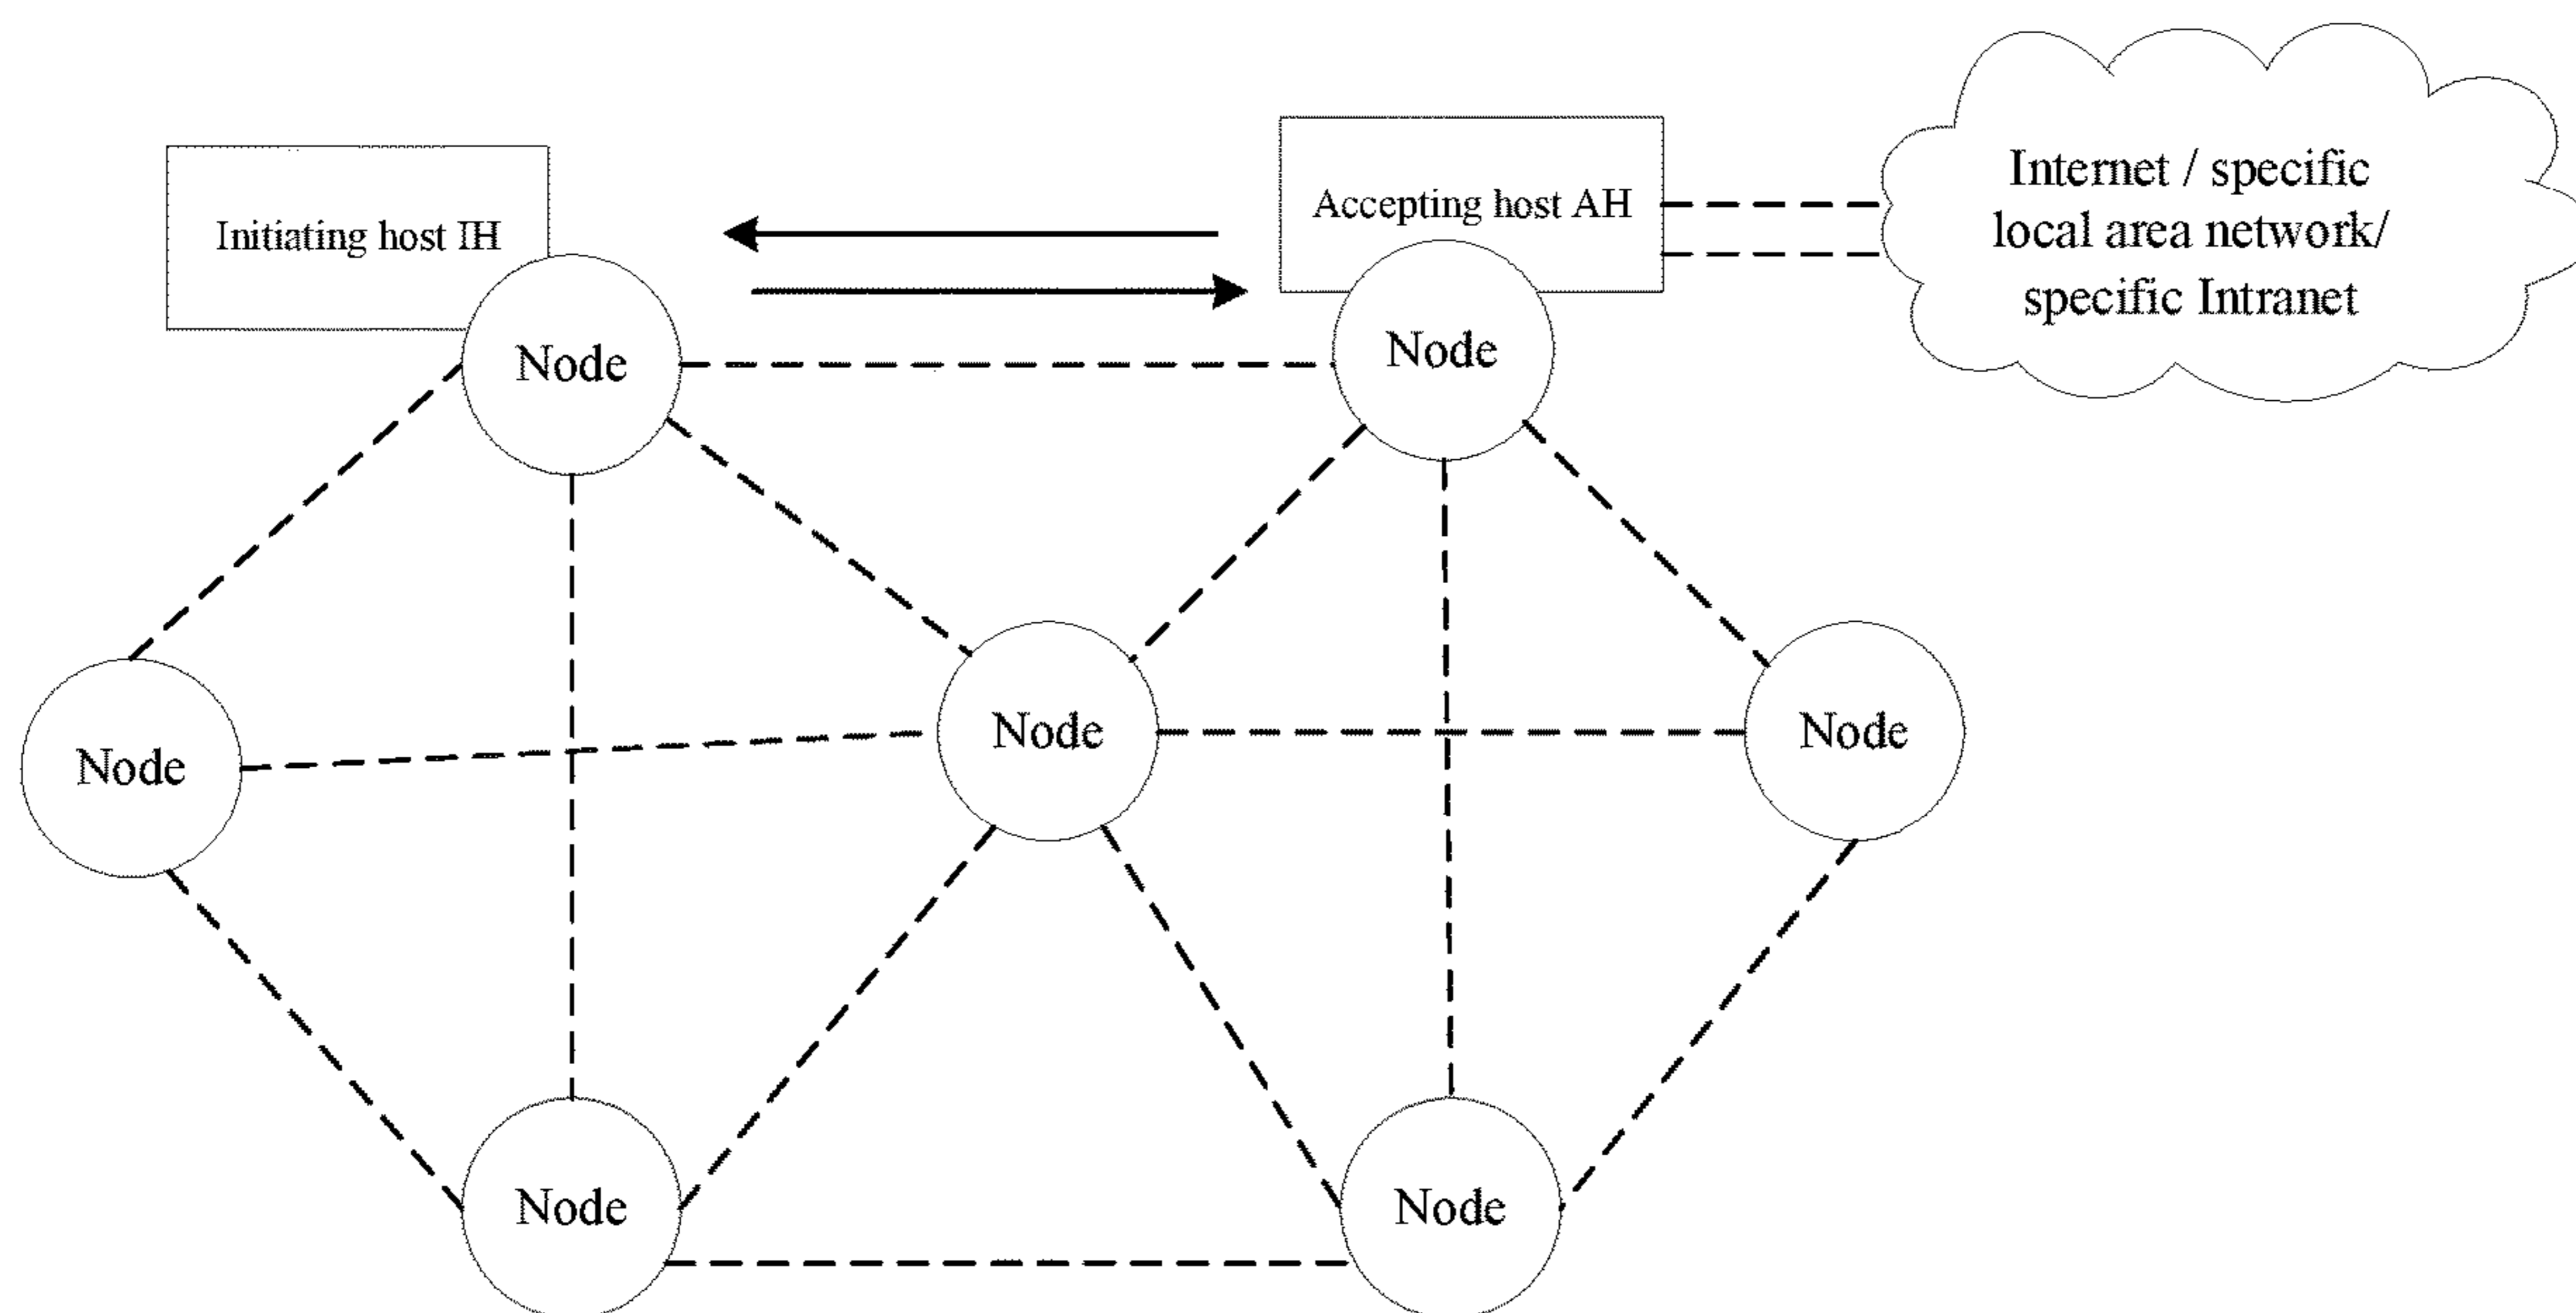 Initiating host IH
Accepting host AH
Internet / specific
local area network/
specific Intranet
Node
Node
Node
Node
Node
Node
Node